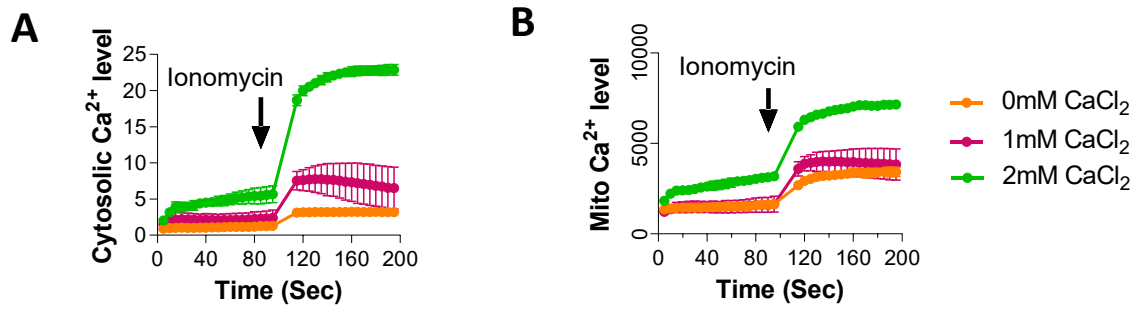 A
Cytosolic Ca²⁺ level
25
20
15
10
5
0
Ionomycin
0 40 80 120 160 200
Time (Sec)
B
Mito Ca²⁺ level
10000
5000
0
Ionomycin
0 40 80 120 160 200
Time (Sec)
0mM CaCl₂
1mM CaCl₂
2mM CaCl₂